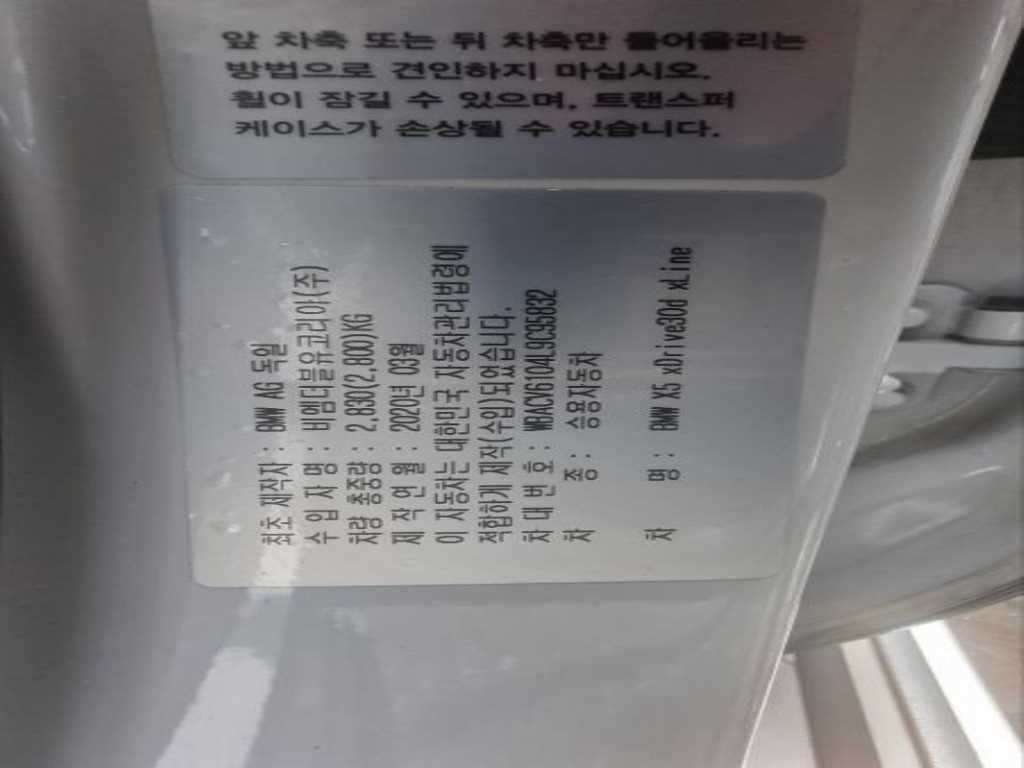 앞 차축 또는 뒤 차축만 들어올리는
방법으로 견인하지 마십시오.
휠이 잠길 수 있으며, 트랜스퍼
케이스가 손상될 수 있습니다.
최초 제작자 : BMW AG 독일
수 입 자 명 : 비엠더블유코리아(주)
차량 총중량 : 2,830(2,800)KG
제 작 연 월 : 2020년 03월
이 자동차는 대한민국 자동차관리법령에
적합하게 제작(수입)되었습니다.
차 대 번 호 : WBACV6104L9C95832
차 종 : 승용자동차
차 명 : BMW X5 xDrive30d xLine